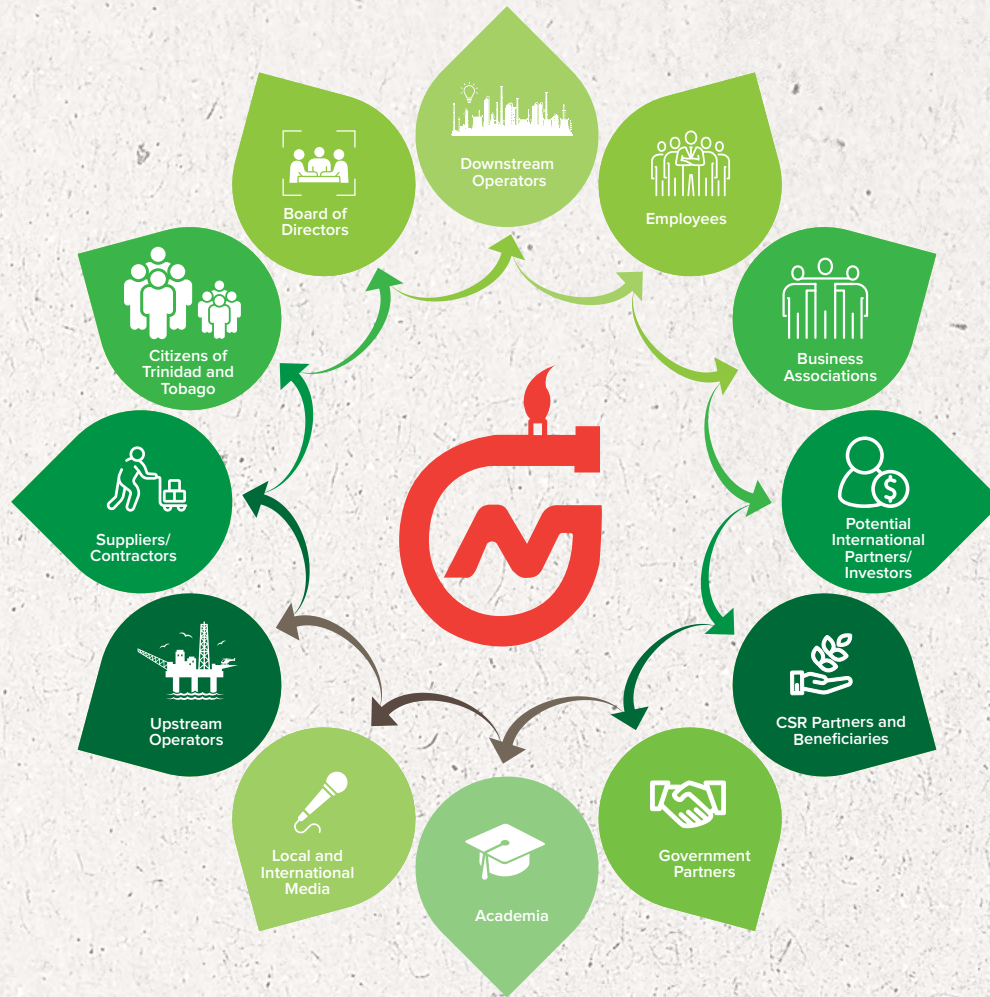 Downstream
Operators
Employees
Business
Associations
Potential
International
Partners/
Investors
CSR Partners and
Beneficiaries
Government
Partners
Academia
Local and
International
Media
Upstream
Operators
Suppliers/
Contractors
Citizens of
Trinidad and
Tobago
Board of
Directors
$